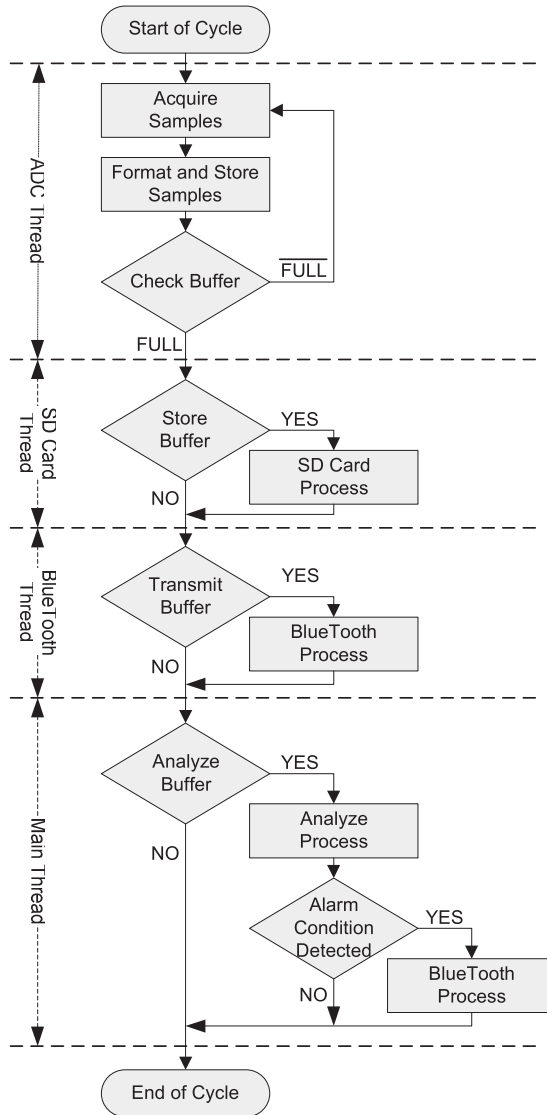 Start of Cycle
ADC Thread
Acquire
Samples
Format and Store
Samples
Check Buffer
FULL
FULL
SD Card
Thread
Store
Buffer
YES
SD Card
Process
NO
BlueTooth
Thread
Transmit
Buffer
YES
BlueTooth
Process
NO
Main Thread
Analyze
Buffer
YES
Analyze
Process
NO
Alarm
Condition
Detected
YES
BlueTooth
Process
NO
End of Cycle